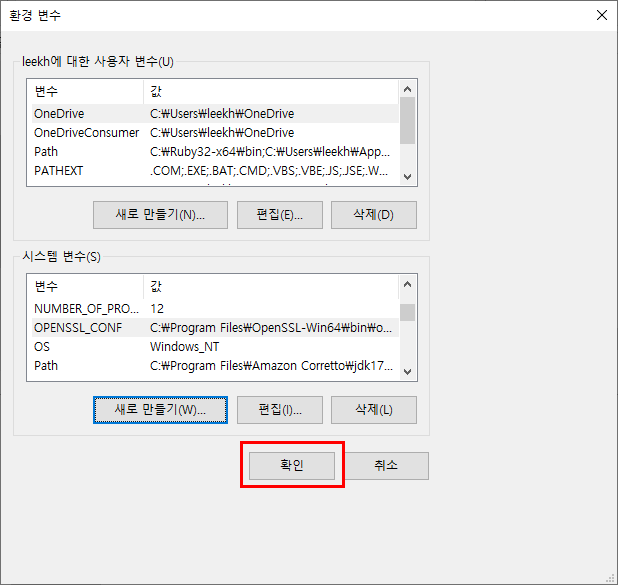 환경 변수
leekh에 대한 사용자 변수(U)
변수 값
OneDrive C:₩Users₩leekh₩OneDrive
OneDriveConsumer C:₩Users₩leekh₩OneDrive
Path C:₩Ruby32-x64₩bin;C:₩Users₩leekh₩App...
PATHEXT .COM;.EXE;.BAT;.CMD;.VBS;.VBE;.JS;.JSE;.W...
새로 만들기(N)... 편집(E)... 삭제(D)
시스템 변수(S)
변수 값
NUMBER_OF_PRO... 12
OPENSSL_CONF C:₩Program Files₩OpenSSL-Win64₩bin₩o...
OS Windows_NT
Path C:₩Program Files₩Amazon Corretto₩jdk17...
새로 만들기(W)... 편집(I)... 삭제(L)
확인 취소